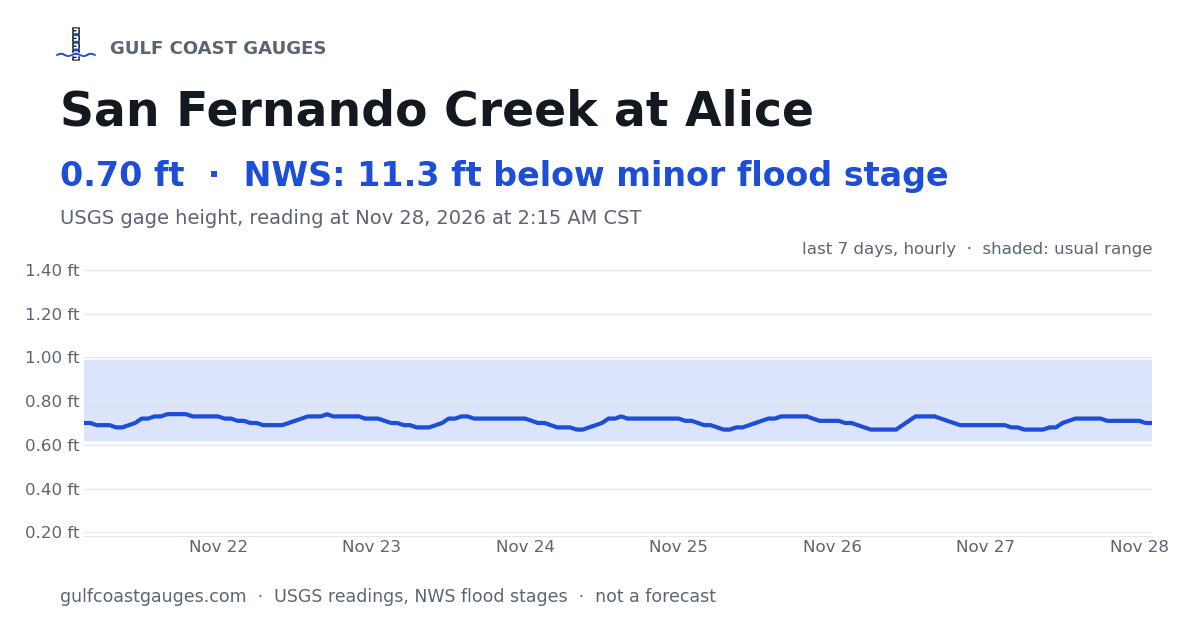 GULF COAST GAUGES
San Fernando Creek at Alice
0.70 ft · NWS: 11.3 ft below minor flood stage
USGS gage height, reading at Nov 28, 2026 at 2:15 AM CST
last 7 days, hourly · shaded: usual range
1.40 ft
1.20 ft
1.00 ft
0.80 ft
0.60 ft
0.40 ft
0.20 ft
Nov 22 Nov 23 Nov 24 Nov 25 Nov 26 Nov 27 Nov 28
gulfcoastgauges.com · USGS readings, NWS flood stages · not a forecast